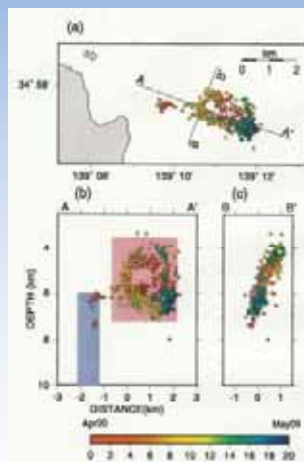 (a)
km
0 1 2
34° 58'
A
A'
B
139° 08' 139° 10' 139° 12'
(b) (c)
A A' B B'
4
6
8
10
DEPTH (km)
-3 -2 -1 0 1 2 3 -1 0 1
DISTANCE(km)
Apr20 May09
0 2 4 6 8 10 12 14 16 18 20